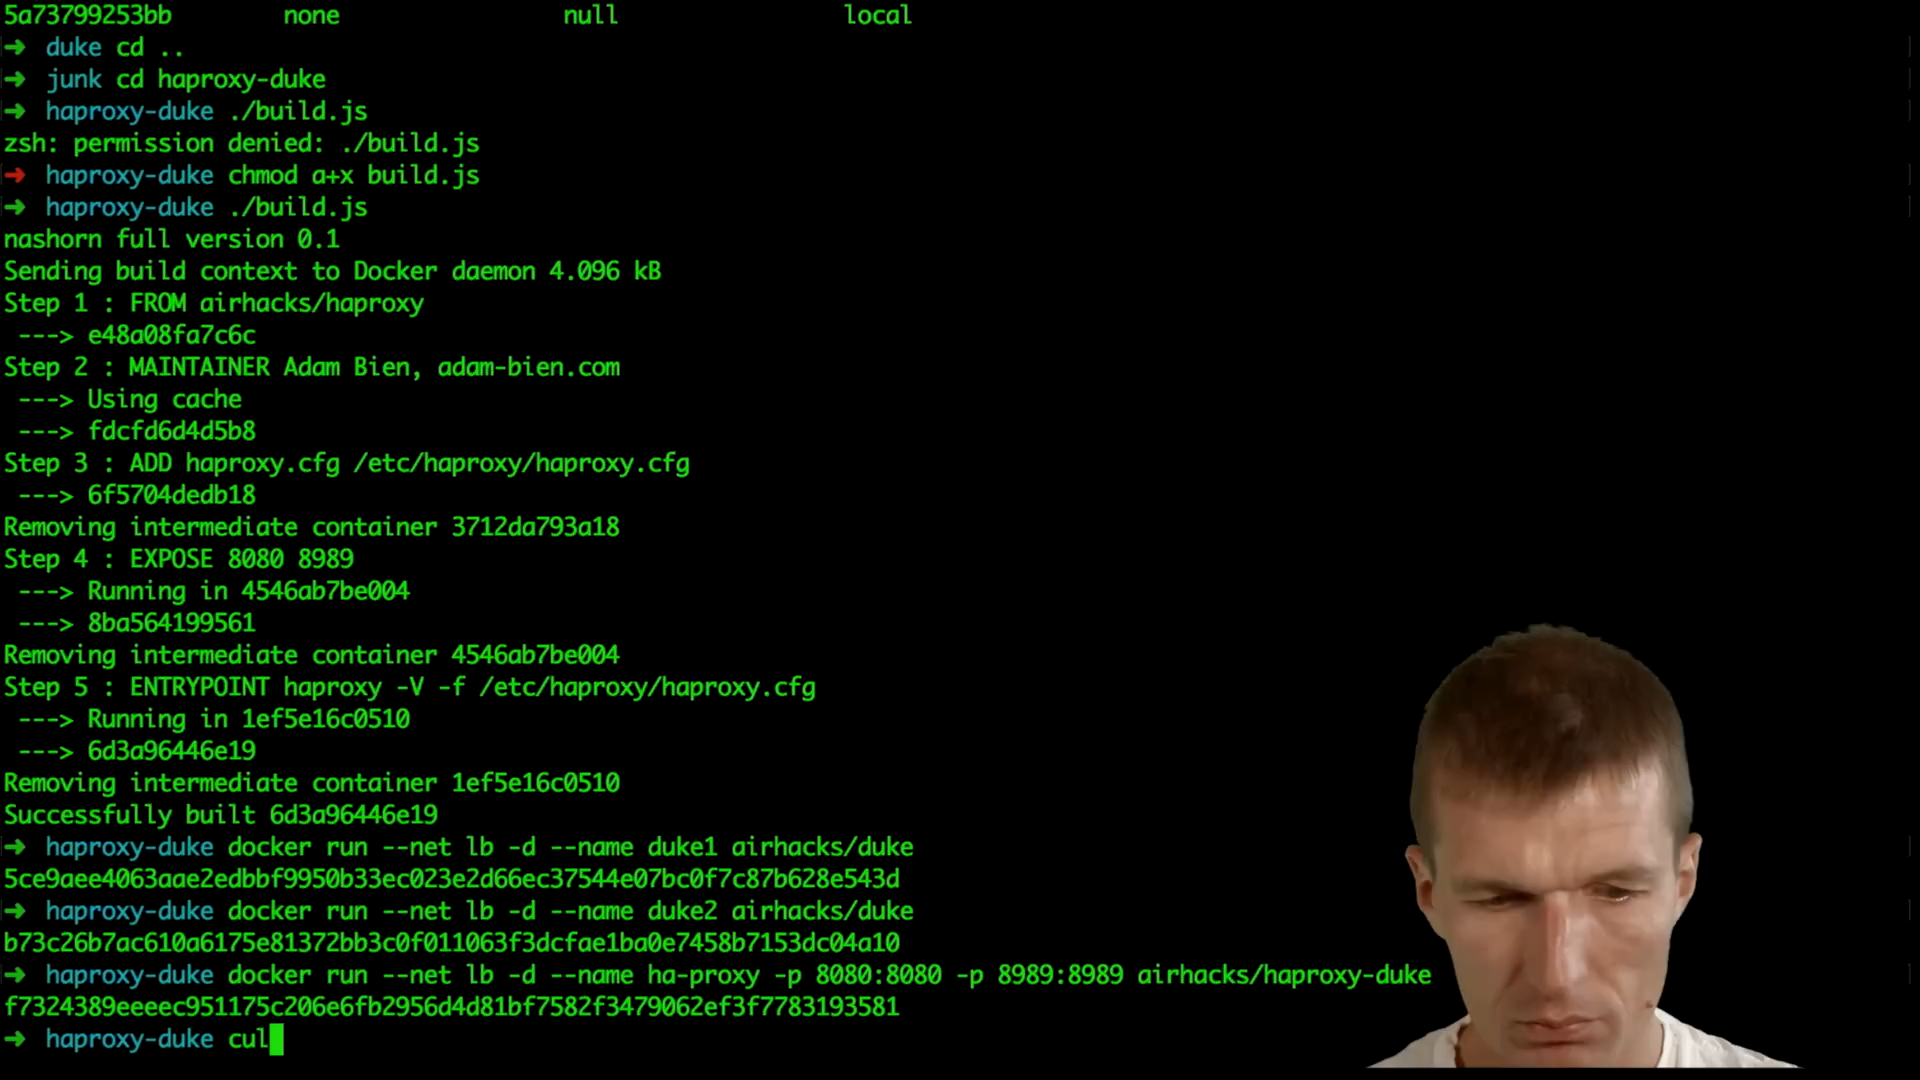 5a73799253bb none null local
➜ duke cd ..
➜ junk cd haproxy-duke
➜ haproxy-duke ./build.js
zsh: permission denied: ./build.js
➜ haproxy-duke chmod a+x build.js
➜ haproxy-duke ./build.js
nashorn full version 0.1
Sending build context to Docker daemon 4.096 kB
Step 1 : FROM airhacks/haproxy
---> e48a08fa7c6c
Step 2 : MAINTAINER Adam Bien, adam-bien.com
---> Using cache
---> fdcfd6d4d5b8
Step 3 : ADD haproxy.cfg /etc/haproxy/haproxy.cfg
---> 6f5704dedb18
Removing intermediate container 3712da793a18
Step 4 : EXPOSE 8080 8989
---> Running in 4546ab7be004
---> 8ba564199561
Removing intermediate container 4546ab7be004
Step 5 : ENTRYPOINT haproxy -V -f /etc/haproxy/haproxy.cfg
---> Running in 1ef5e16c0510
---> 6d3a96446e19
Removing intermediate container 1ef5e16c0510
Successfully built 6d3a96446e19
➜ haproxy-duke docker run --net lb -d --name duke1 airhacks/duke
5ce9aee4063aae2edbbf9950b33ec023e2d66ec37544e07bc0f7c87b628e543d
➜ haproxy-duke docker run --net lb -d --name duke2 airhacks/duke
b73c26b7ac610a6175e81372bb3c0f011063f3dcfae1ba0e7458b7153dc04a10
➜ haproxy-duke docker run --net lb -d --name ha-proxy -p 8080:8080 -p 8989:8989 airhacks/haproxy-duke
f7324389eeeec951175c206e6fb2956d4d81bf7582f3479062ef3f7783193581
➜ haproxy-duke cul